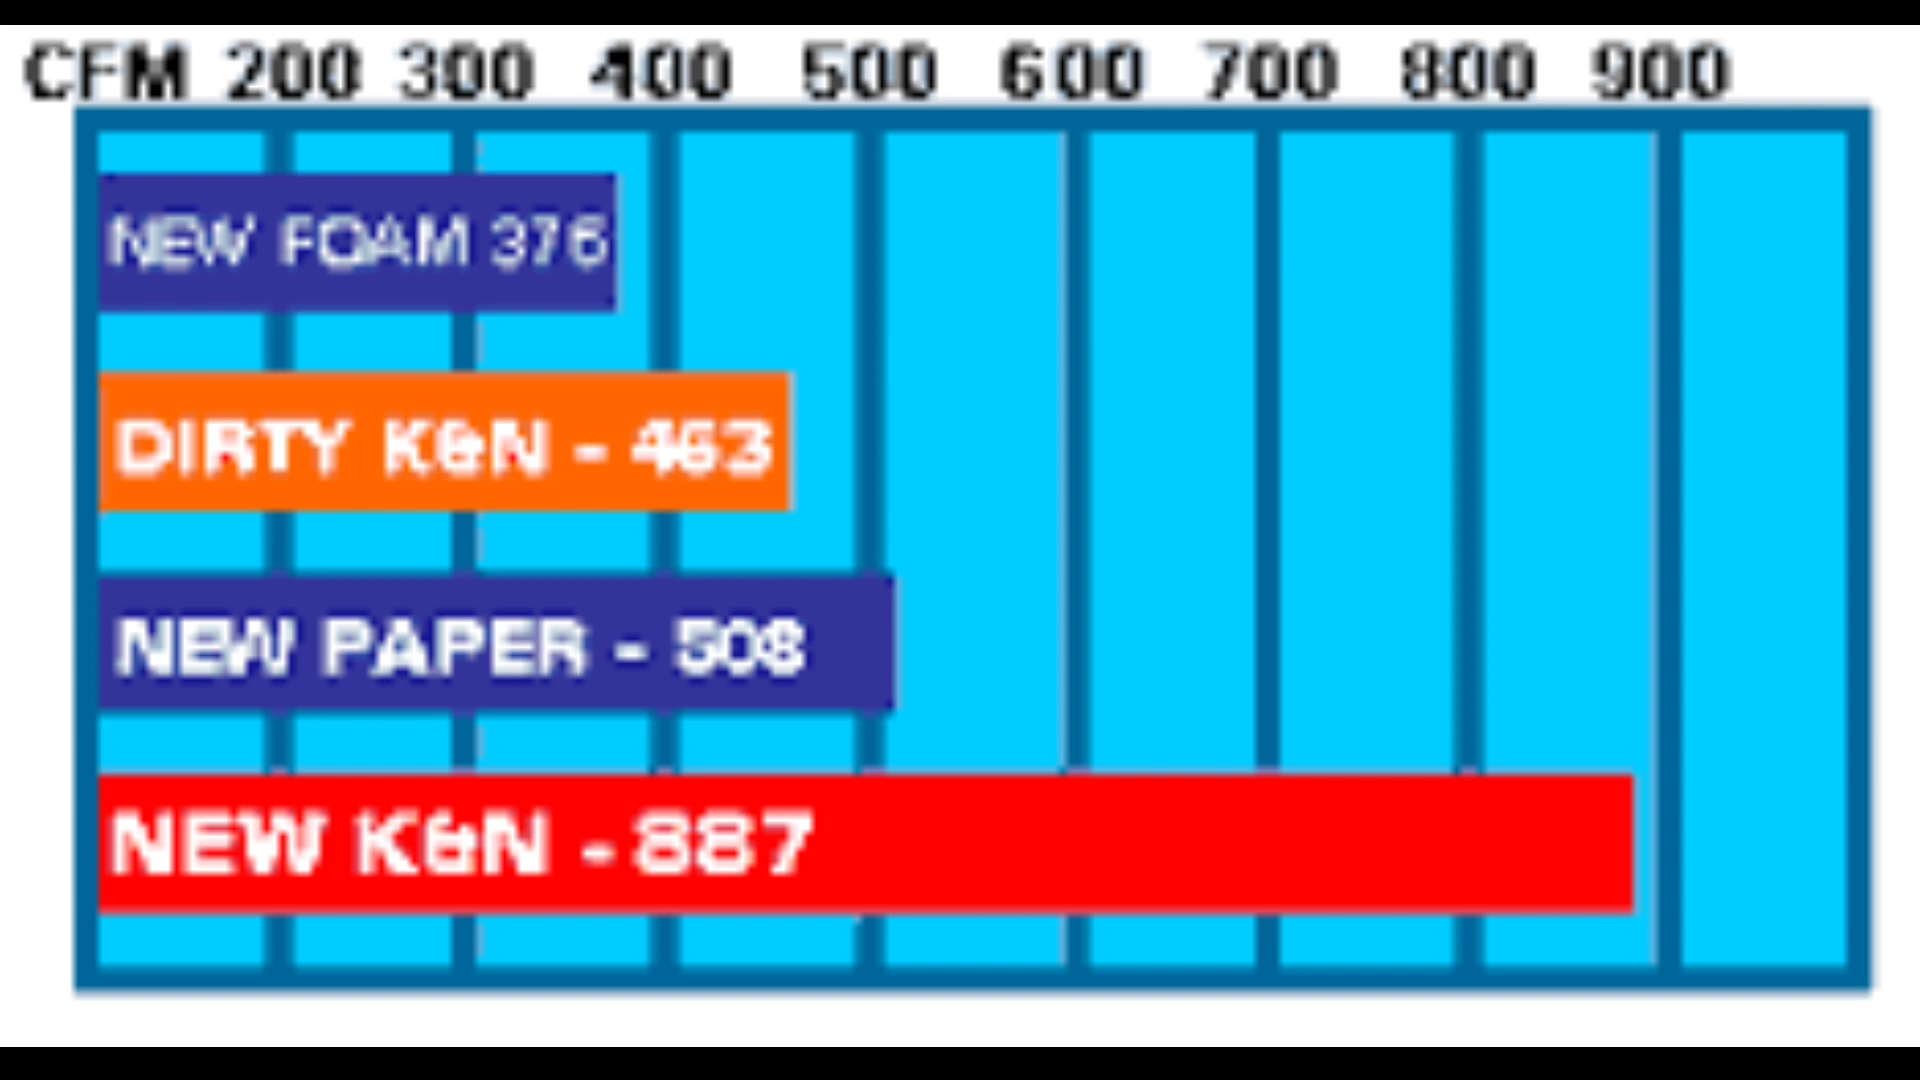 CFM 200 300 400 500 600 700 800 900
NEW FOAM 376
DIRTY K&N - 463
NEW PAPER - 508
NEW K&N - 887